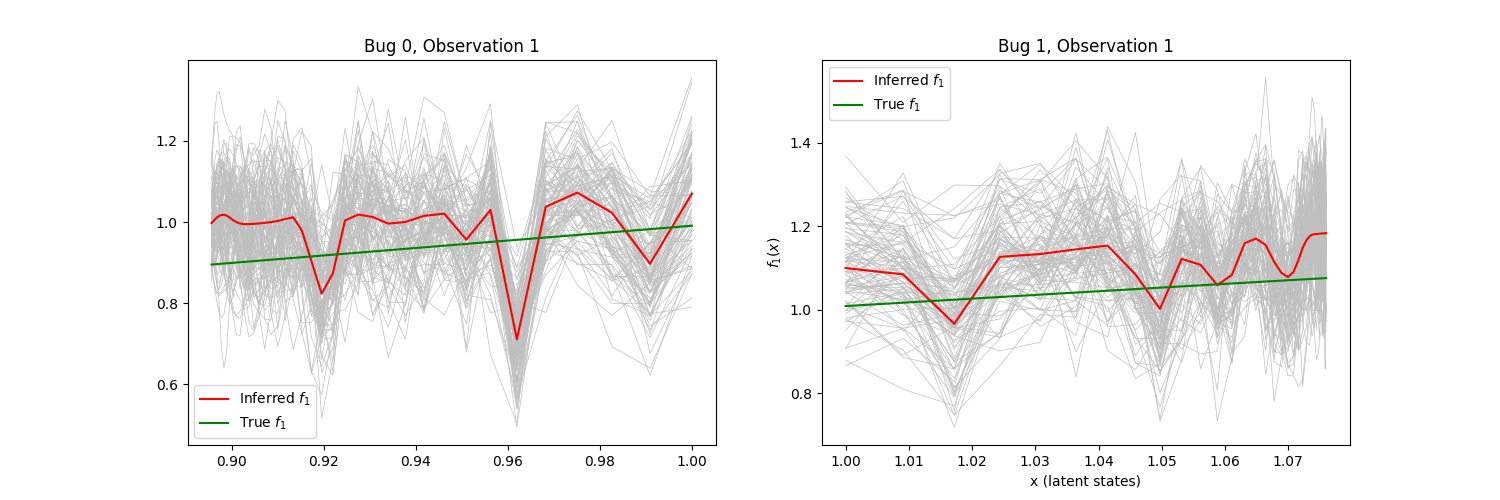 Bug 0, Observation 1
1.2
1.0
0.8
0.6
Inferred f₁
True f₁
0.90 0.92 0.94 0.96 0.98 1.00
Bug 1, Observation 1
Inferred f₁
True f₁
f₁(x)
1.4
1.2
1.0
0.8
1.00 1.01 1.02 1.03 1.04 1.05 1.06 1.07
x (latent states)